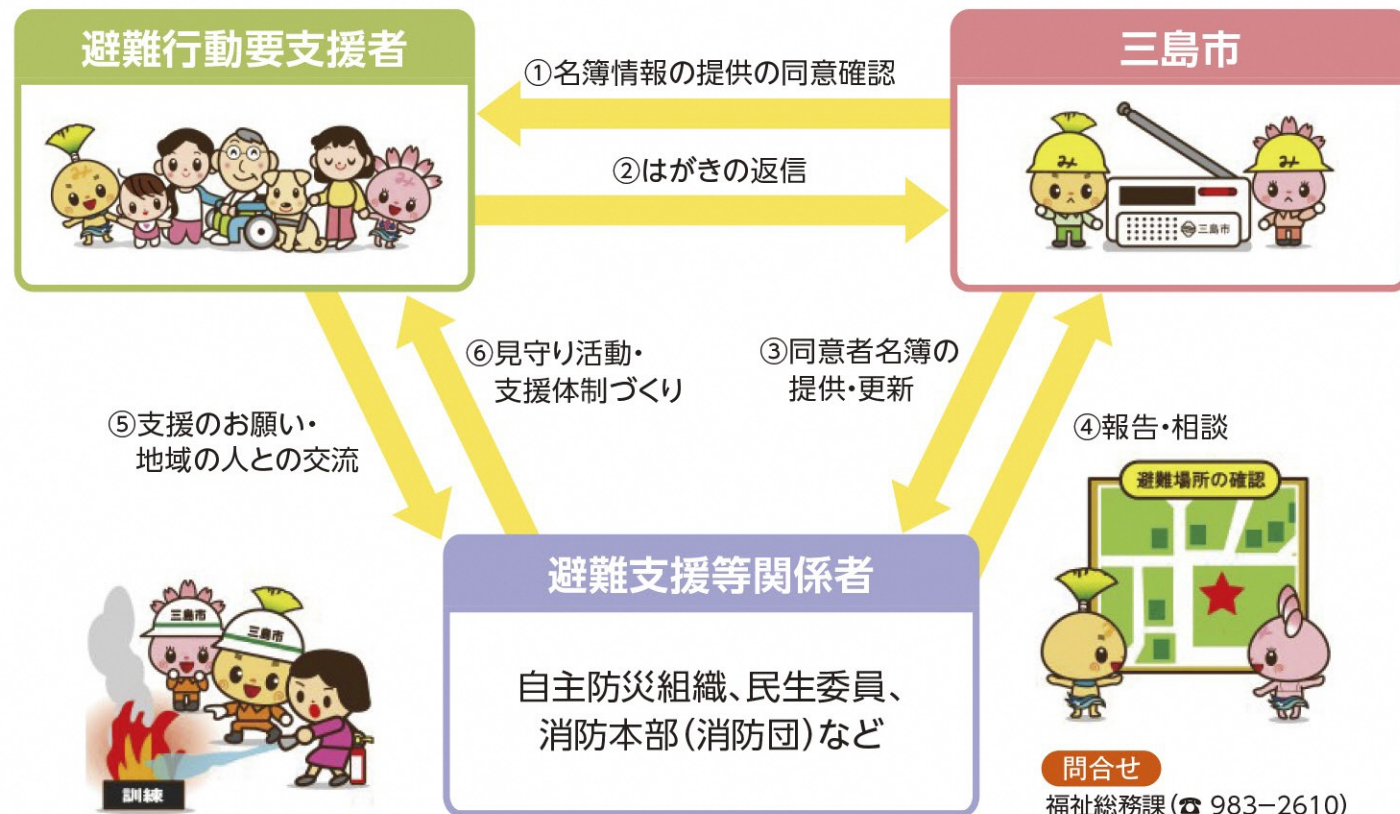 避難行動要支援者
三島市
①名簿情報の提供の同意確認
②はがきの返信
み
み
三島市
⑥見守り活動・
支援体制づくり
③同意者名簿の
提供・更新
⑤支援のお願い・
地域の人との交流
④報告・相談
避難場所の確認
避難支援等関係者
自主防災組織、民生委員、
消防本部(消防団)など
三島市
三島市
訓練
問合せ
福祉総務課(☎ 983−2610)